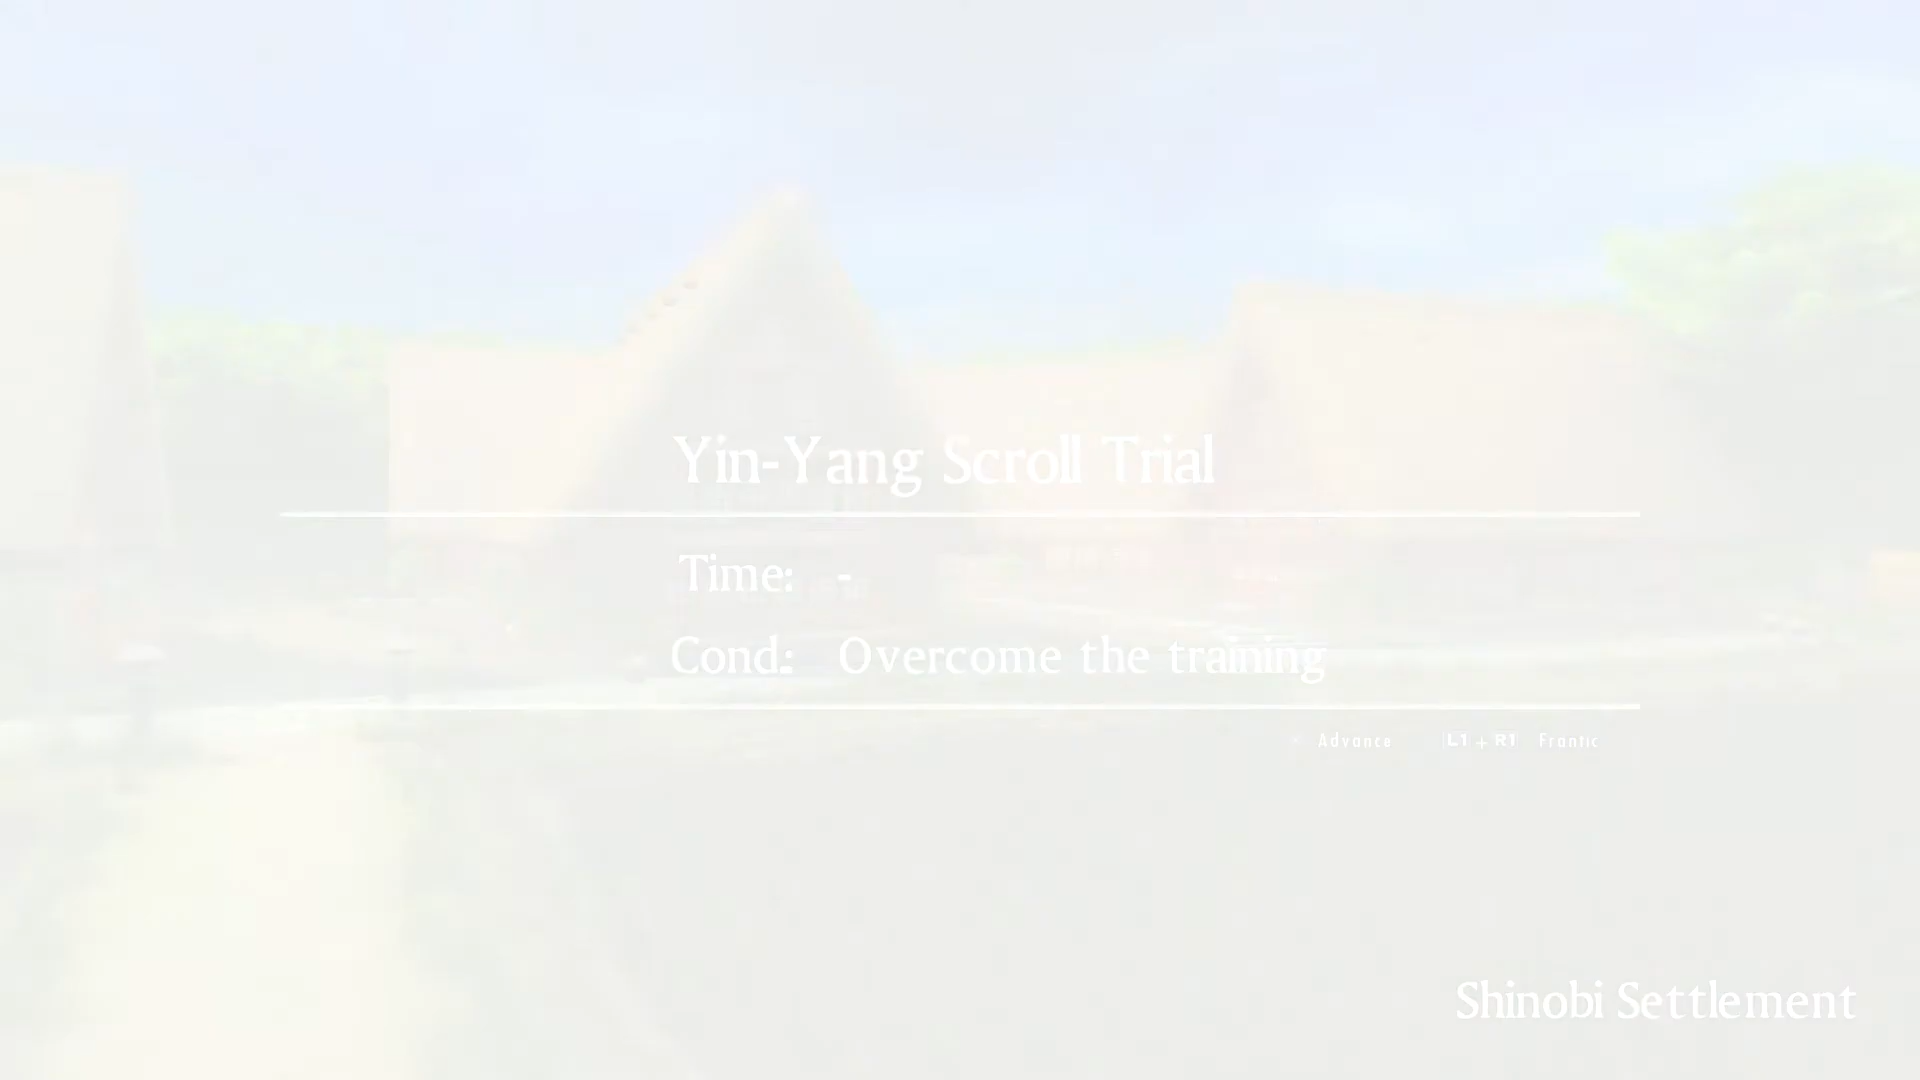 Yin-Yang Scroll Trial
Time: -
Cond.: Overcome the training
× Advance L1 + R1 Frantic
Shinobi Settlement